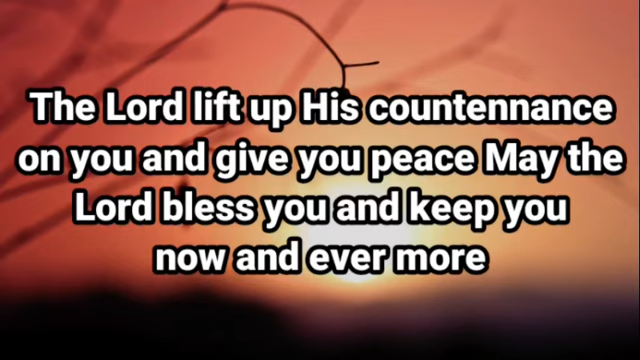 The Lord lift up His countennance
on you and give you peace May the
Lord bless you and keep you
now and ever more